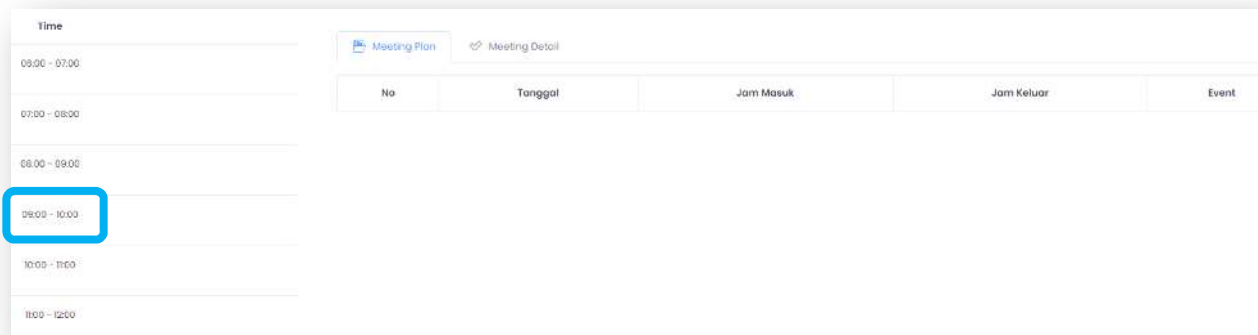 Time
06:00 - 07:00
07:00 - 08:00
08:00 - 09:00
09:00 - 10:00
10:00 - 11:00
11:00 - 12:00
Meeting Plan
Meeting Detail
No Tanggal Jam Masuk Jam Keluar Event